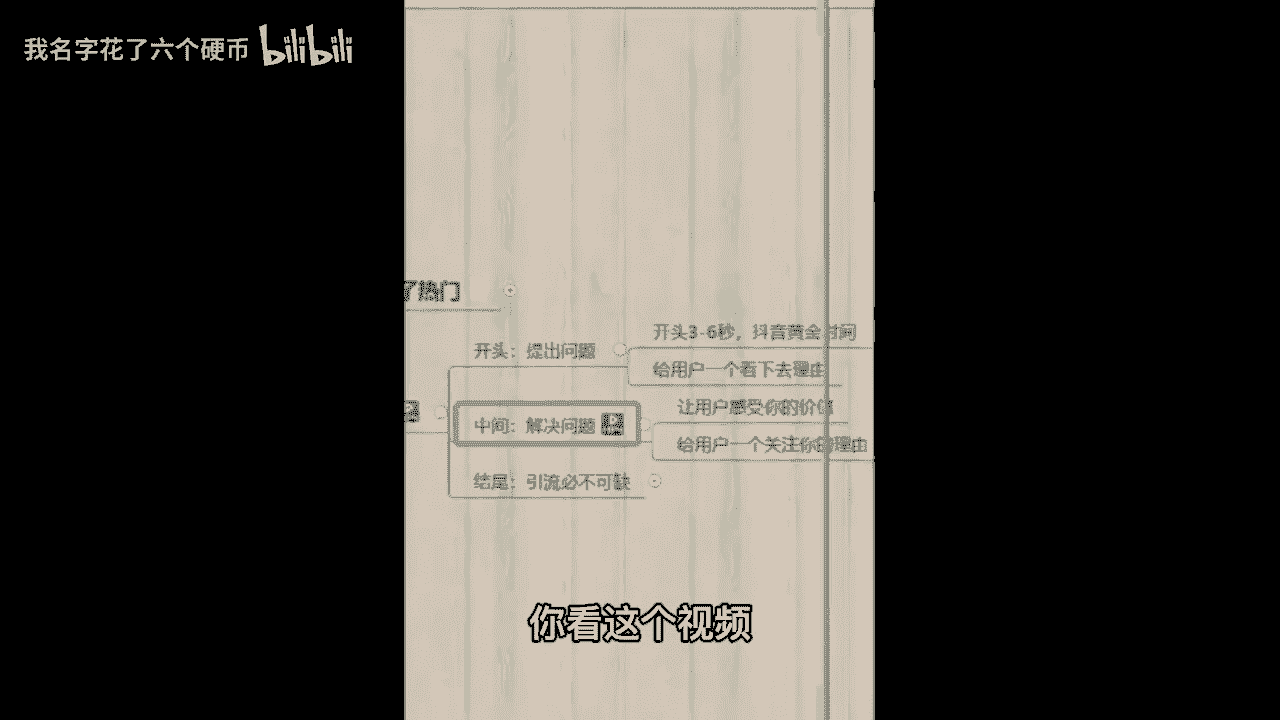 我名字花了六个硬币 bilibili
了热门
开头3-6秒，抖音黄金时间
开头：提出问题
给用户一个看下去理由
让用户感受你的价值
中间：解决问题
给用户一个关注你的理由
结尾：引流必不可缺
你看这个视频